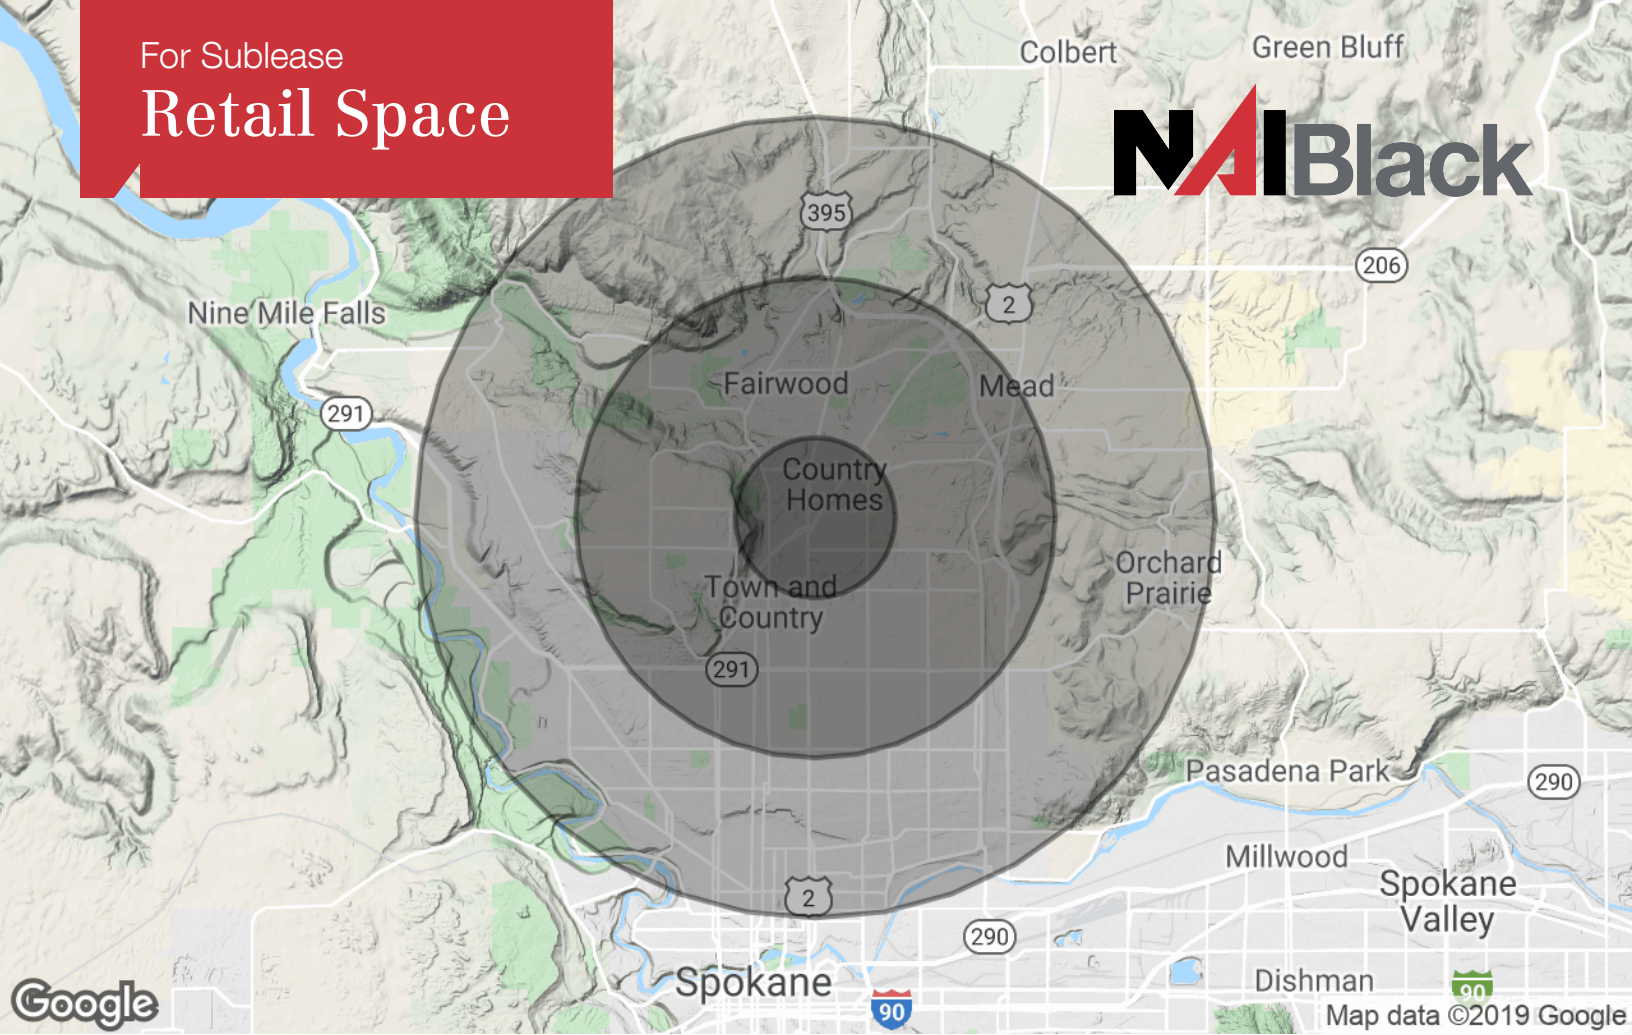 For Sublease
Retail Space
Colbert
Green Bluff
NAIBlack
395
206
2
Nine Mile Falls
291
Fairwood
Mead
Country
Homes
Orchard
Prairie
Town and
Country
291
Pasadena Park
290
Millwood
Spokane
Valley
2
290
Spokane
Dishman
90
90
Google
Map data ©2019 Google